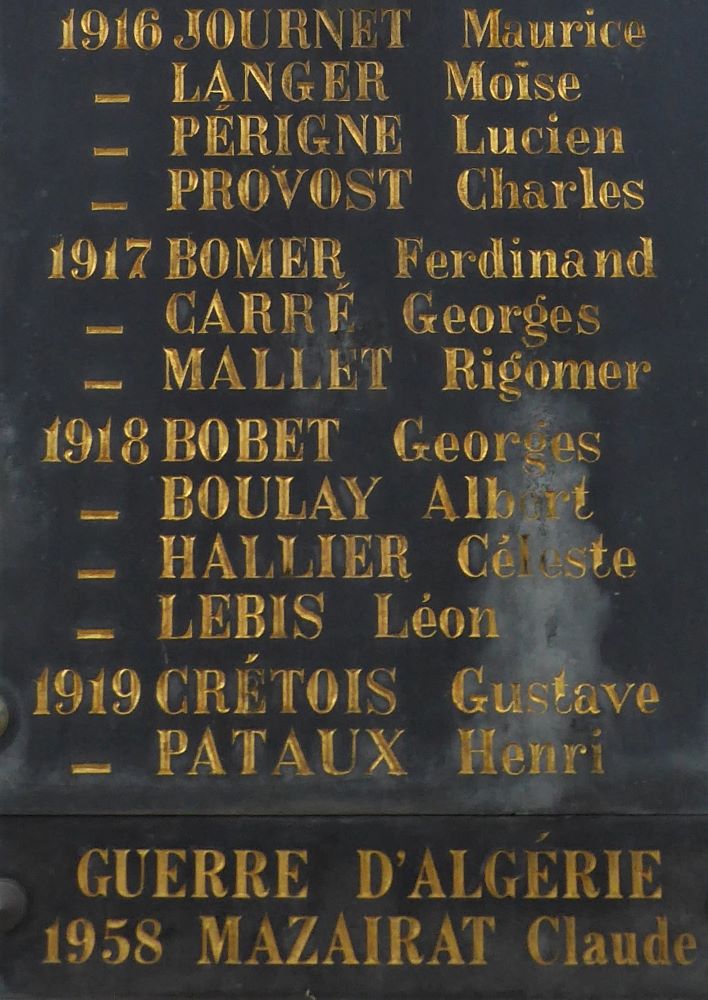 1916 JOURNET Maurice
– LANGER Moïse
– PÉRIGNE Lucien
– PROVOST Charles
1917 BOMER Ferdinand
– CARRÉ Georges
– MALLET Rigomer
1918 BOBET Georges
– BOULAY Albert
– HALLIER Céleste
– LEBIS Léon
1919 CRÉTOIS Gustave
– PATAUX Henri
GUERRE D'ALGÉRIE
1958 MAZAIRAT Claude